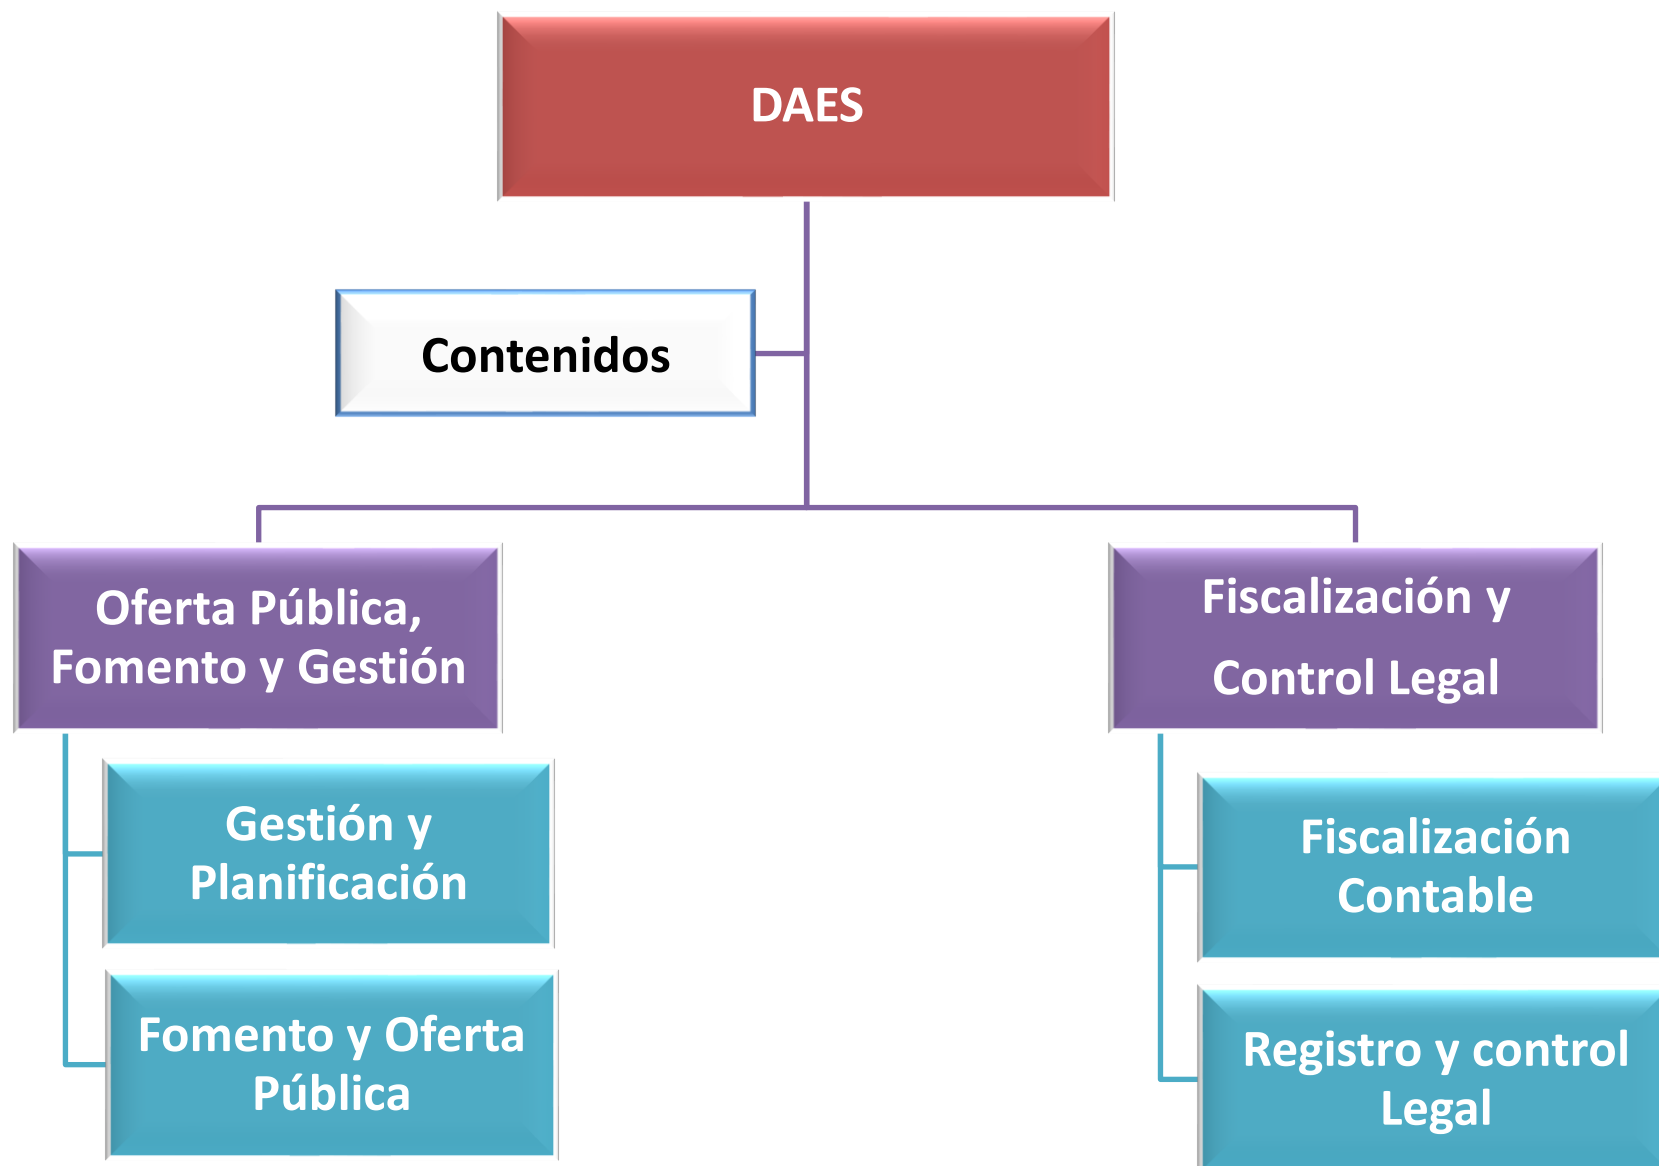 DAES
Contenidos
Oferta Pública,
Fomento y Gestión
Fiscalización y
Control Legal
Gestión y
Planificación
Fiscalización
Contable
Fomento y Oferta
Pública
Registro y control
Legal